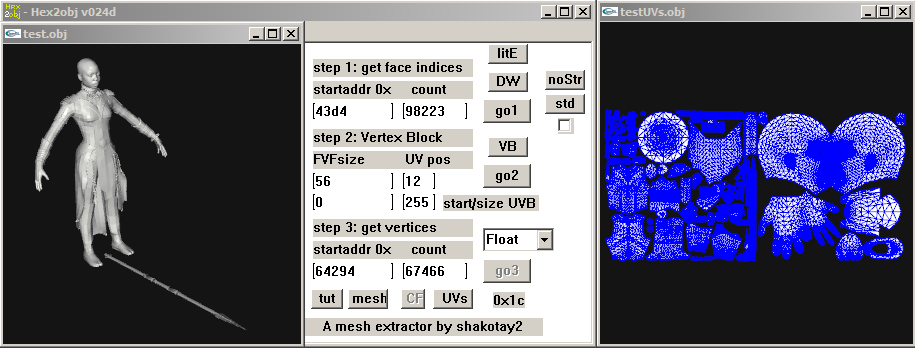 Hex 2obj - Hex2obj v024d
testUVs.obj
test.obj
litE
step 1: get face indices
DW
noStr
startaddr 0x count
[43d4 ] [98223 ]
go1
std
step 2: Vertex Block
VB
FVFsize UV pos
[56 ] [12 ]
go2
[0 ] [255 ] start/size UVB
step 3: get vertices
startaddr 0x count
Float
[64294 ] [67466 ]
go3
tut mesh CF UVs 0x1c
A mesh extractor by shakotay2